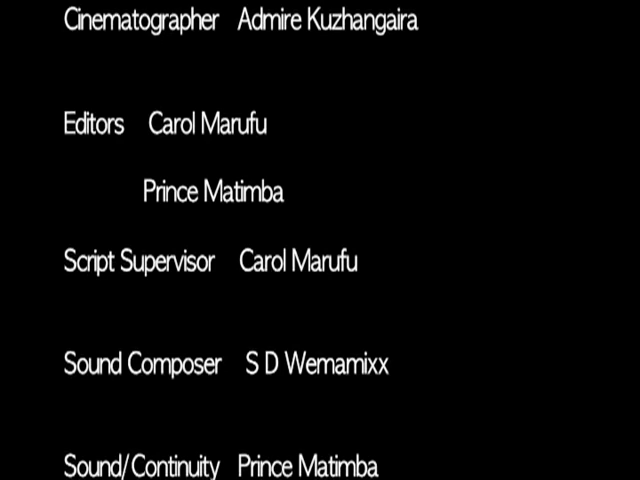 Cinematographer Admire Kuzhangaira
Editors Carol Marufu
Prince Matimba
Script Supervisor Carol Marufu
Sound Composer S D Wemamixx
Sound/Continuity Prince Matimba